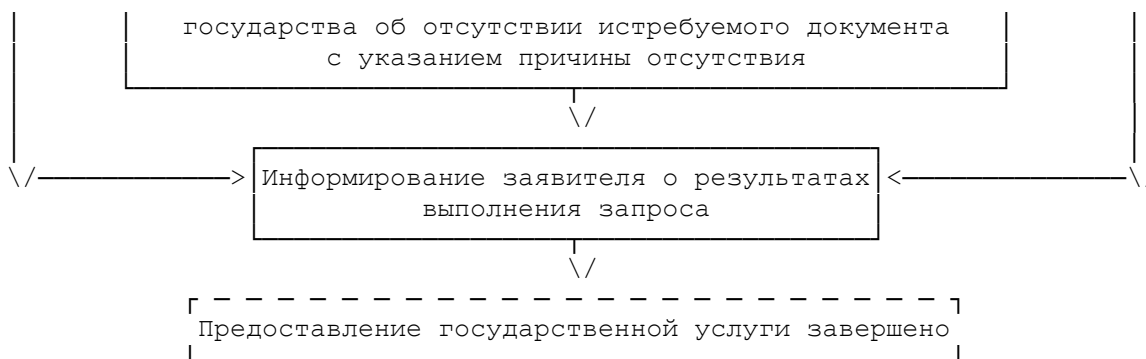 государства об отсутствии истребуемого документа
с указанием причины отсутствия
Информирование заявителя о результатах
выполнения запроса
Предоставление государственной услуги завершено